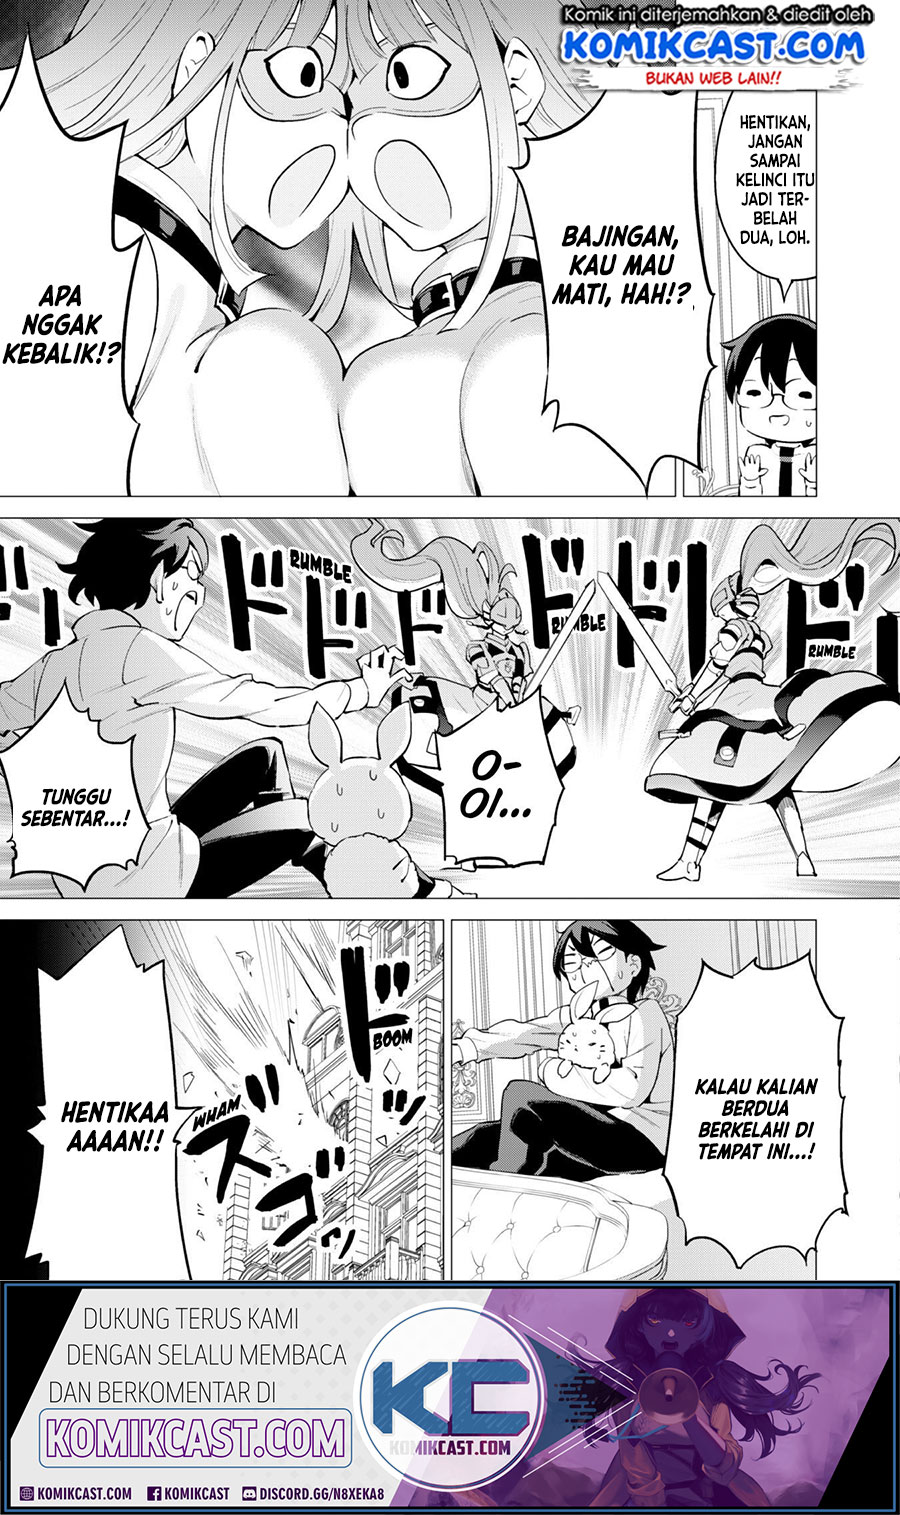 Komik ini diterjemahkan & diedit oleh
KOMIKCAST.COM
BUKAN WEB LAIN!!
HENTIKAN,
JANGAN
SAMPAI
KELINCI ITU
JADI TER-
BELAH
DUA, LOH.
BAJINGAN,
KAU MAU
MATI, HAH!?
APA
NGGAK
KEBALIK!?
RUMBLE
ドドド
RUMBLE
ド
ド
RUMBLE
O-
OI...
TUNGGU
SEBENTAR...!
KALAU KALIAN
BERDUA
BERKELAHI DI
TEMPAT INI...!
ドン
BOOM
WHAM
ズゴッ
HENTIKAA
AAAAN!!
DUKUNG TERUS KAMI
DENGAN SELALU MEMBACA
DAN BERKOMENTAR DI
KOMIKCAST.COM
KC
KOMIKCAST.COM
KOMIKCAST.COM
KOMIKCAST
DISCORD.GG/N8XEKA8